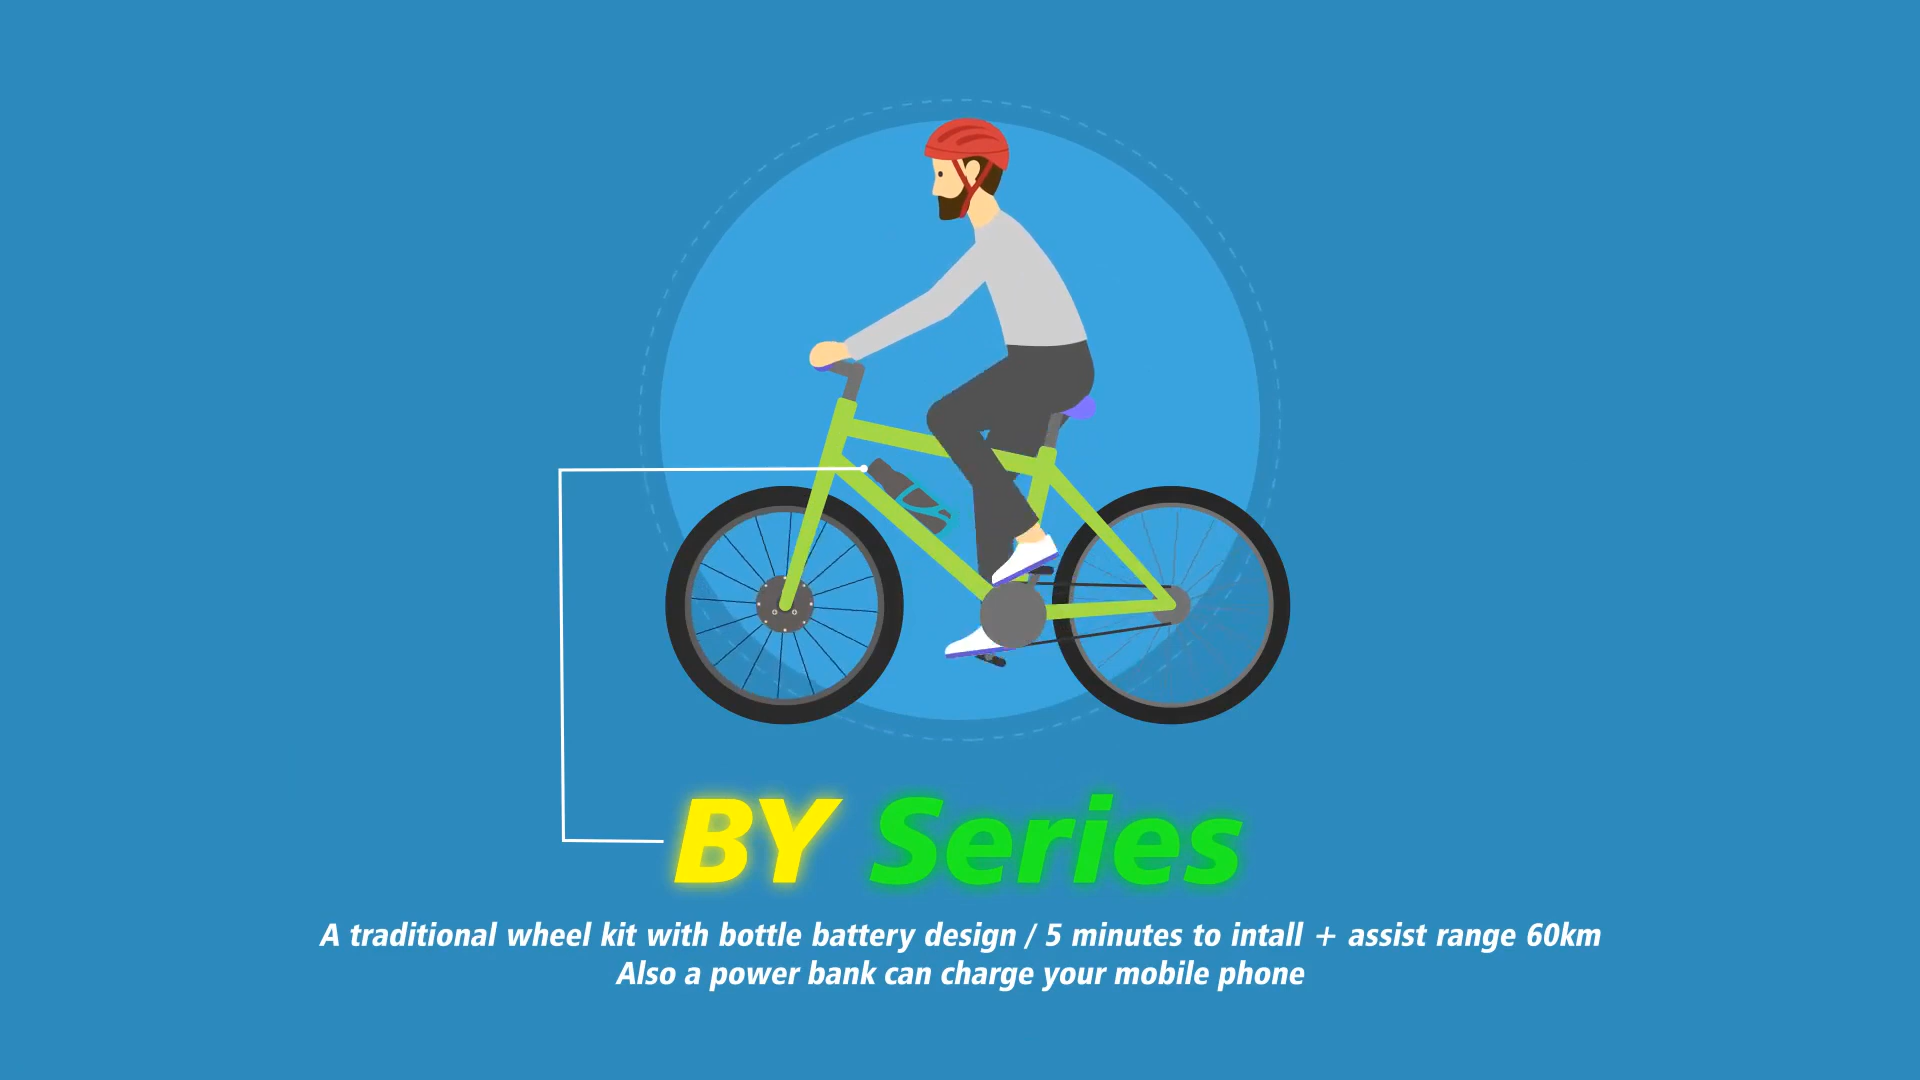 BY Series
A traditional wheel kit with bottle battery design / 5 minutes to intall + assist range 60km
Also a power bank can charge your mobile phone